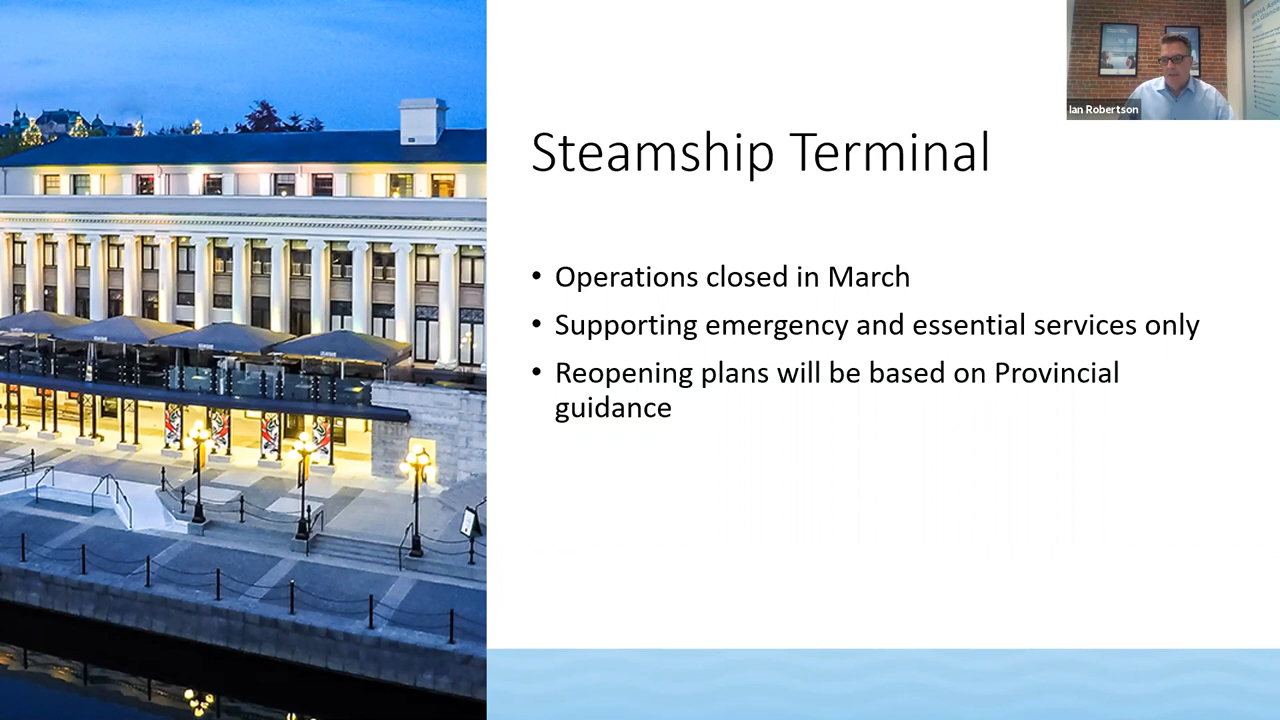 Ian Robertson
Steamship Terminal
• Operations closed in March
• Supporting emergency and essential services only
• Reopening plans will be based on Provincial
guidance